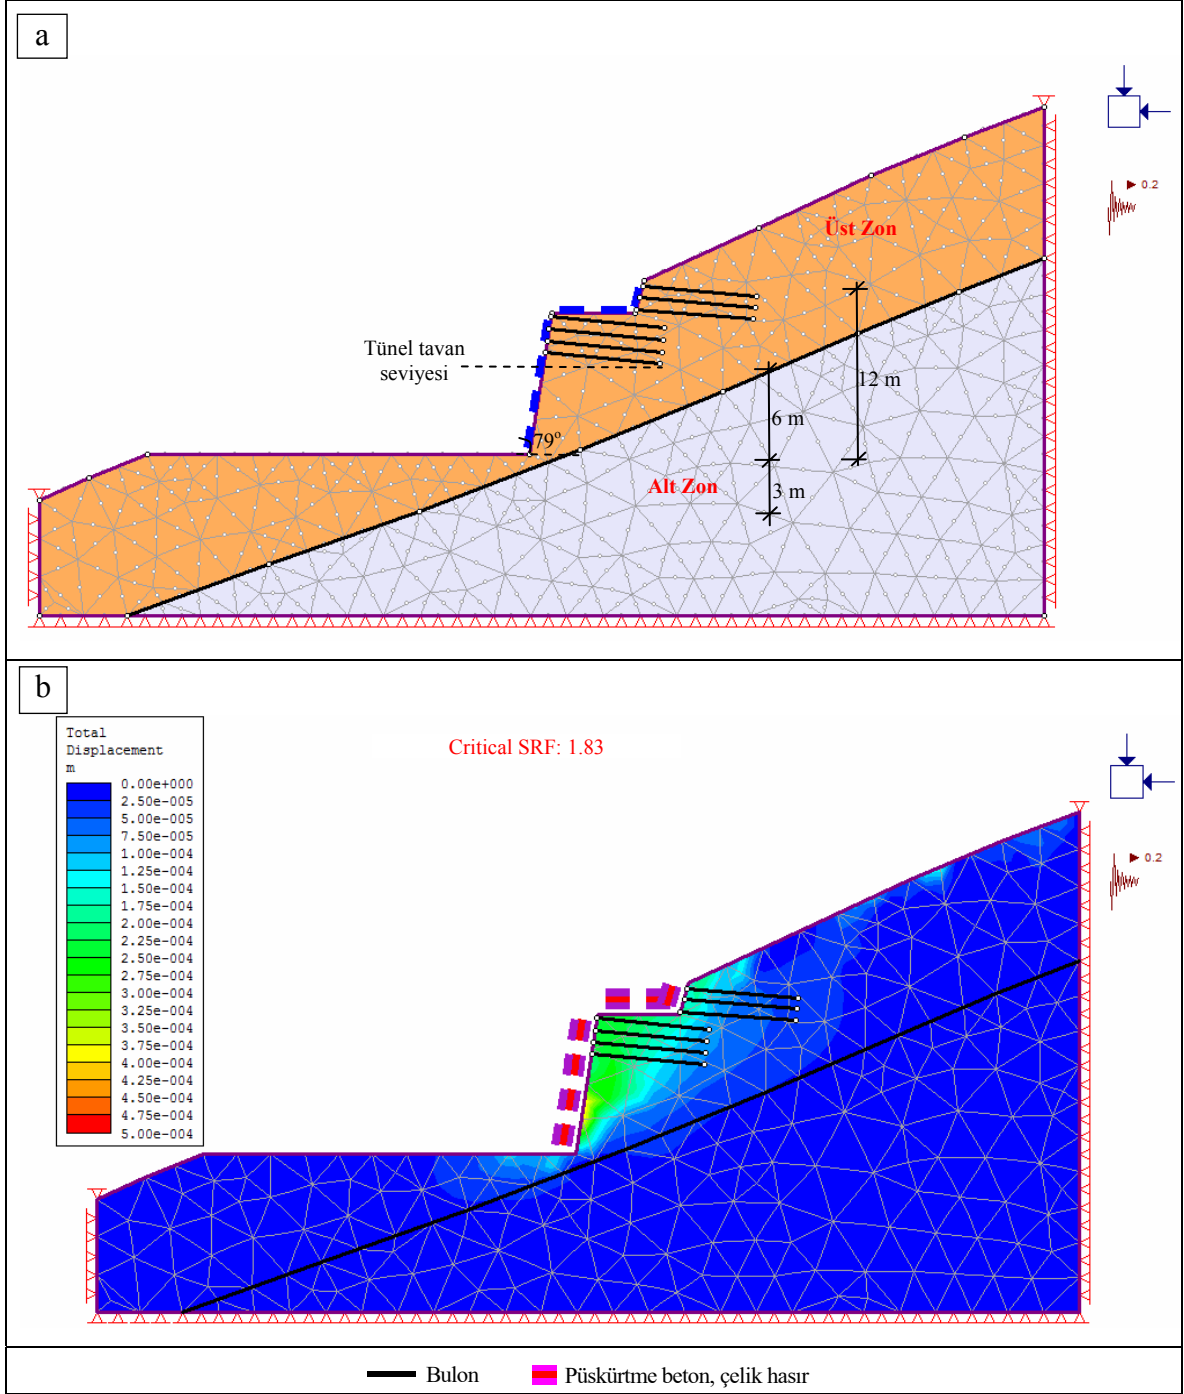 a
0.2
Üst Zon
Tünel tavan
seviyesi
12 m
6 m
79°
Alt Zon
3 m
b
Total
Displacement
m
0.00e+000
2.50e-005
5.00e-005
7.50e-005
1.00e-004
1.25e-004
1.50e-004
1.75e-004
2.00e-004
2.25e-004
2.50e-004
2.75e-004
3.00e-004
3.25e-004
3.50e-004
3.75e-004
4.00e-004
4.25e-004
4.50e-004
4.75e-004
5.00e-004
Critical SRF: 1.83
0.2
Bulon
Püskürtme beton, çelik hasır